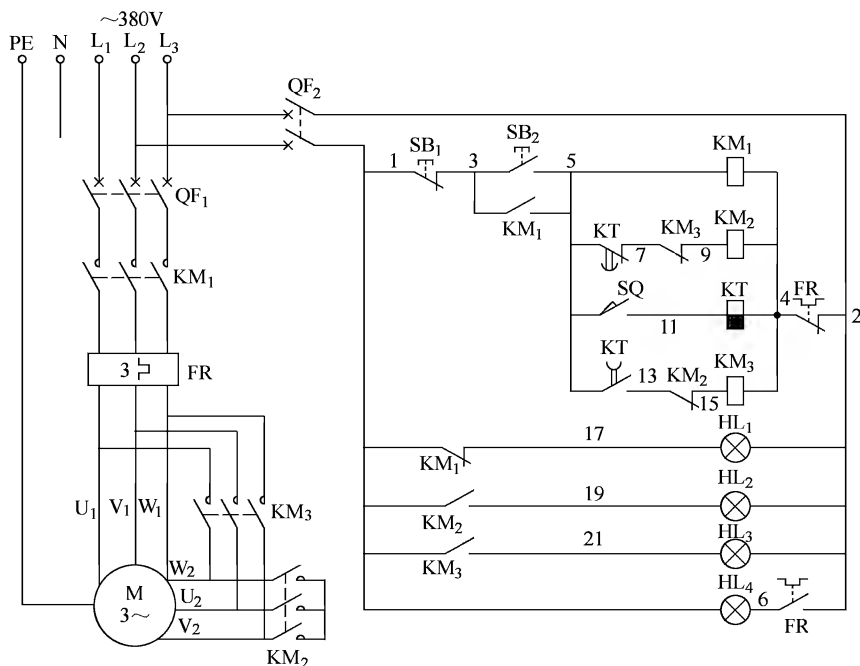 ～380V
PE N L₁ L₂ L₃
QF₂
SB₁ SB₂ KM₁
1 3 5
QF₁
KM₁
KT KM₃ KM₂
7 9
KM₁
SQ KT 4 FR
11 2
3 FR
KT 13 KM₂ KM₃
15
17 HL₁
KM₁
19 HL₂
U₁ V₁ W₁ KM₃
KM₂
21 HL₃
KM₃
W₂
M
3～
U₂
V₂
HL₄
6
FR
KM₂